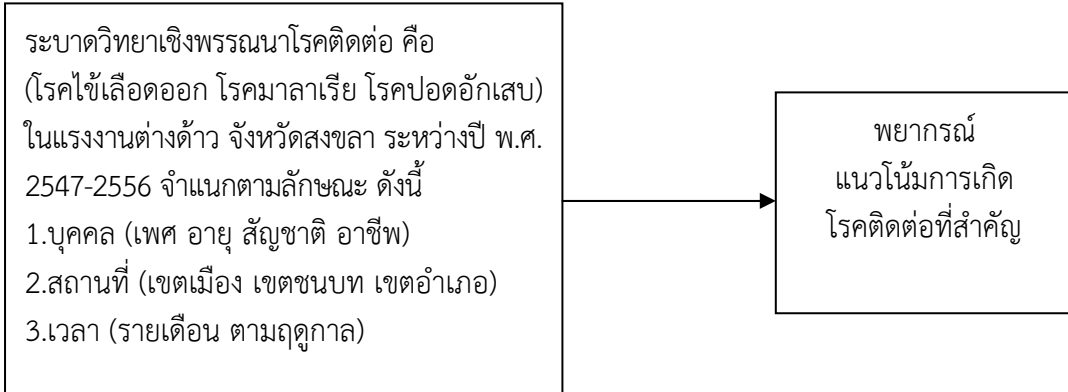 ระบาดวิทยาเชิงพรรณนาโรคติดต่อ คือ
(โรคไข้เลือดออก โรคมาลาเรีย โรคปอดอักเสบ)
ในแรงงานต่างด้าว จังหวัดสงขลา ระหว่างปี พ.ศ.
2547-2556 จำแนกตามลักษณะ ดังนี้
1.บุคคล (เพศ อายุ สัญชาติ อาชีพ)
2.สถานที่ (เขตเมือง เขตชนบท เขตอำเภอ)
3.เวลา (รายเดือน ตามฤดูกาล)
พยากรณ์
แนวโน้มการเกิด
โรคติดต่อที่สำคัญ